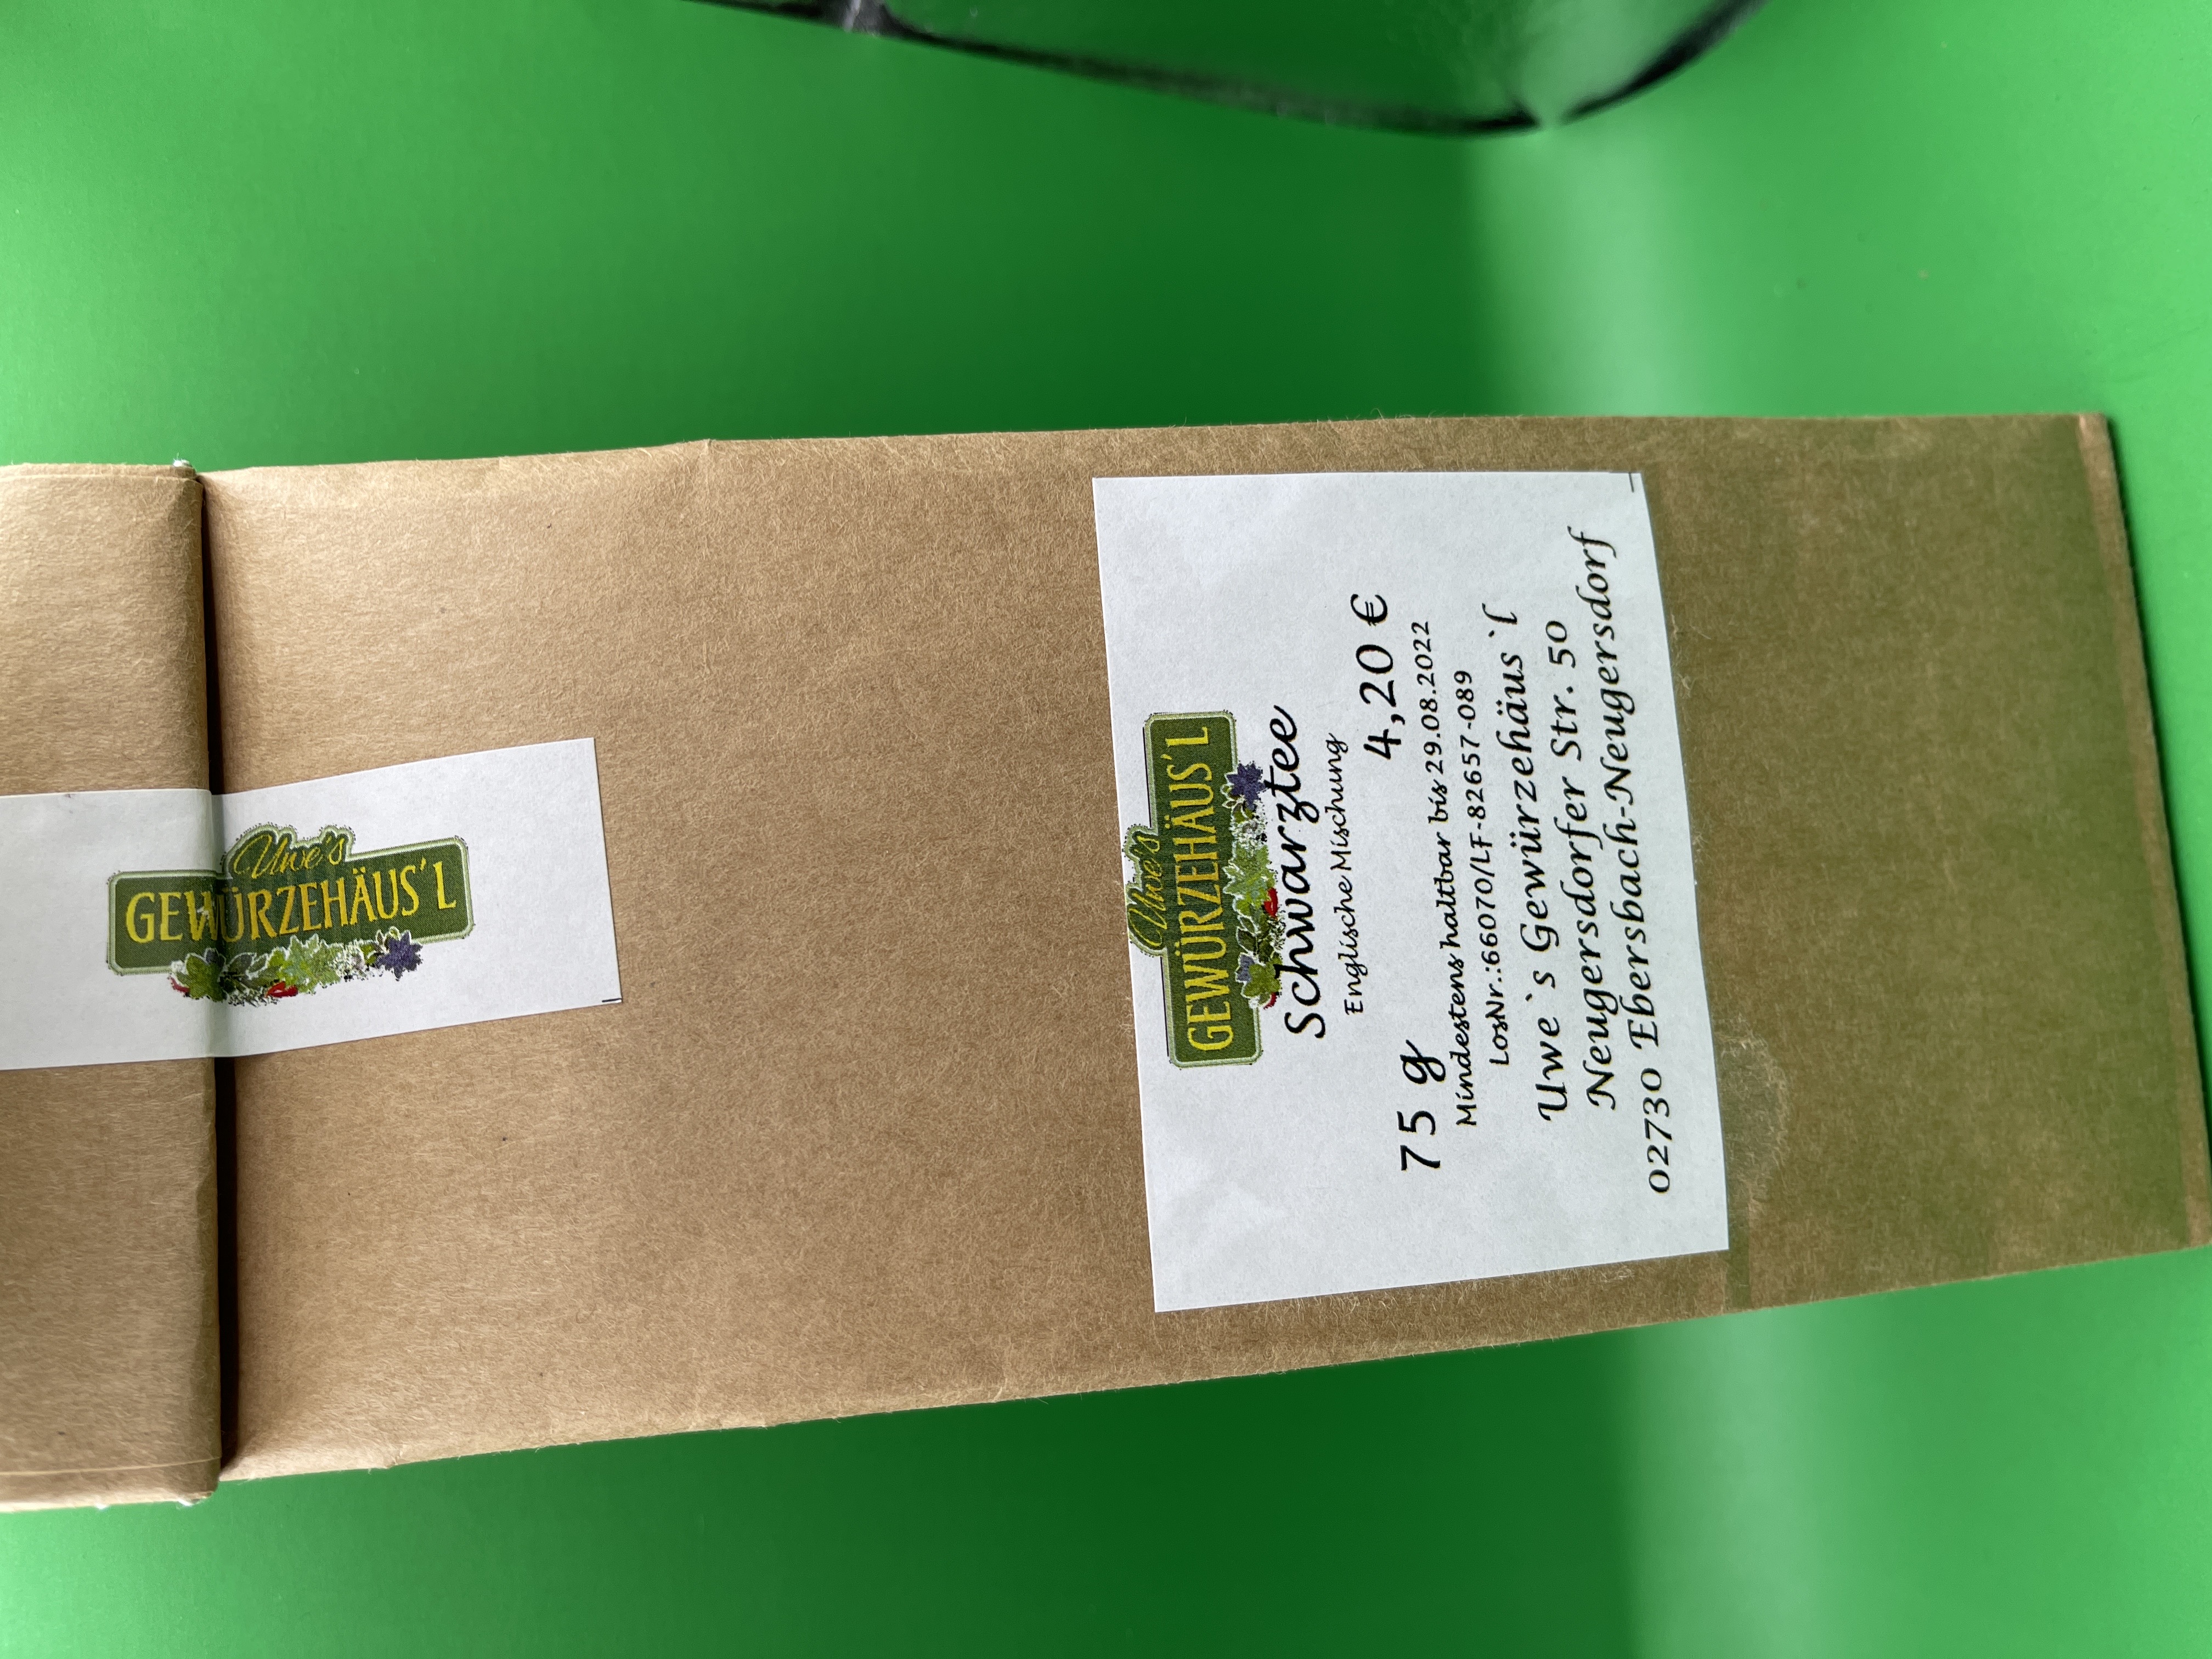 Uwe's
GEWÜRZEHÄUS'L
Uwe's
GEWÜRZEHÄUS'L
Schwarztee
Englische Mischung
75 g 4,20 €
Mindestens haltbar bis 29.08.2022
LosNr.:66070/LF-82657-089
Uwe`s Gewürzehäus`l
Neugersdorfer Str. 50
02730 Ebersbach-Neugersdorf